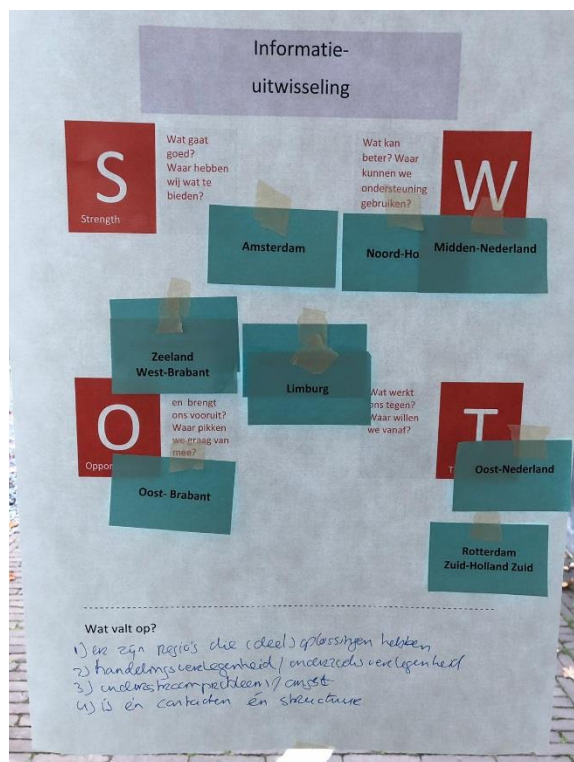 Informatie-
uitwisseling
S
Strength
Wat gaat
goed?
Waar hebben
wij wat te
bieden?
Wat kan
beter? Waar
kunnen we
ondersteuning
gebruiken?
W
Amsterdam
Noord-Ho
Midden-Nederland
Zeeland
West-Brabant
Limburg
O
Oppor
en brengt
ons vooruit?
Waar pikken
we graag van
mee?
Wat werkt
ons tegen?
Waar willen
we vanaf?
T
T
Oost-Brabant
Oost-Nederland
Rotterdam
Zuid-Holland Zuid
Wat valt op?
1) er zijn regio's die (deel) oplossingen hebben
2) handelingsverlegenheid / onderzoeksverlegenheid
3) onderstroomprobleem / angst
4) is én contacten én structuur